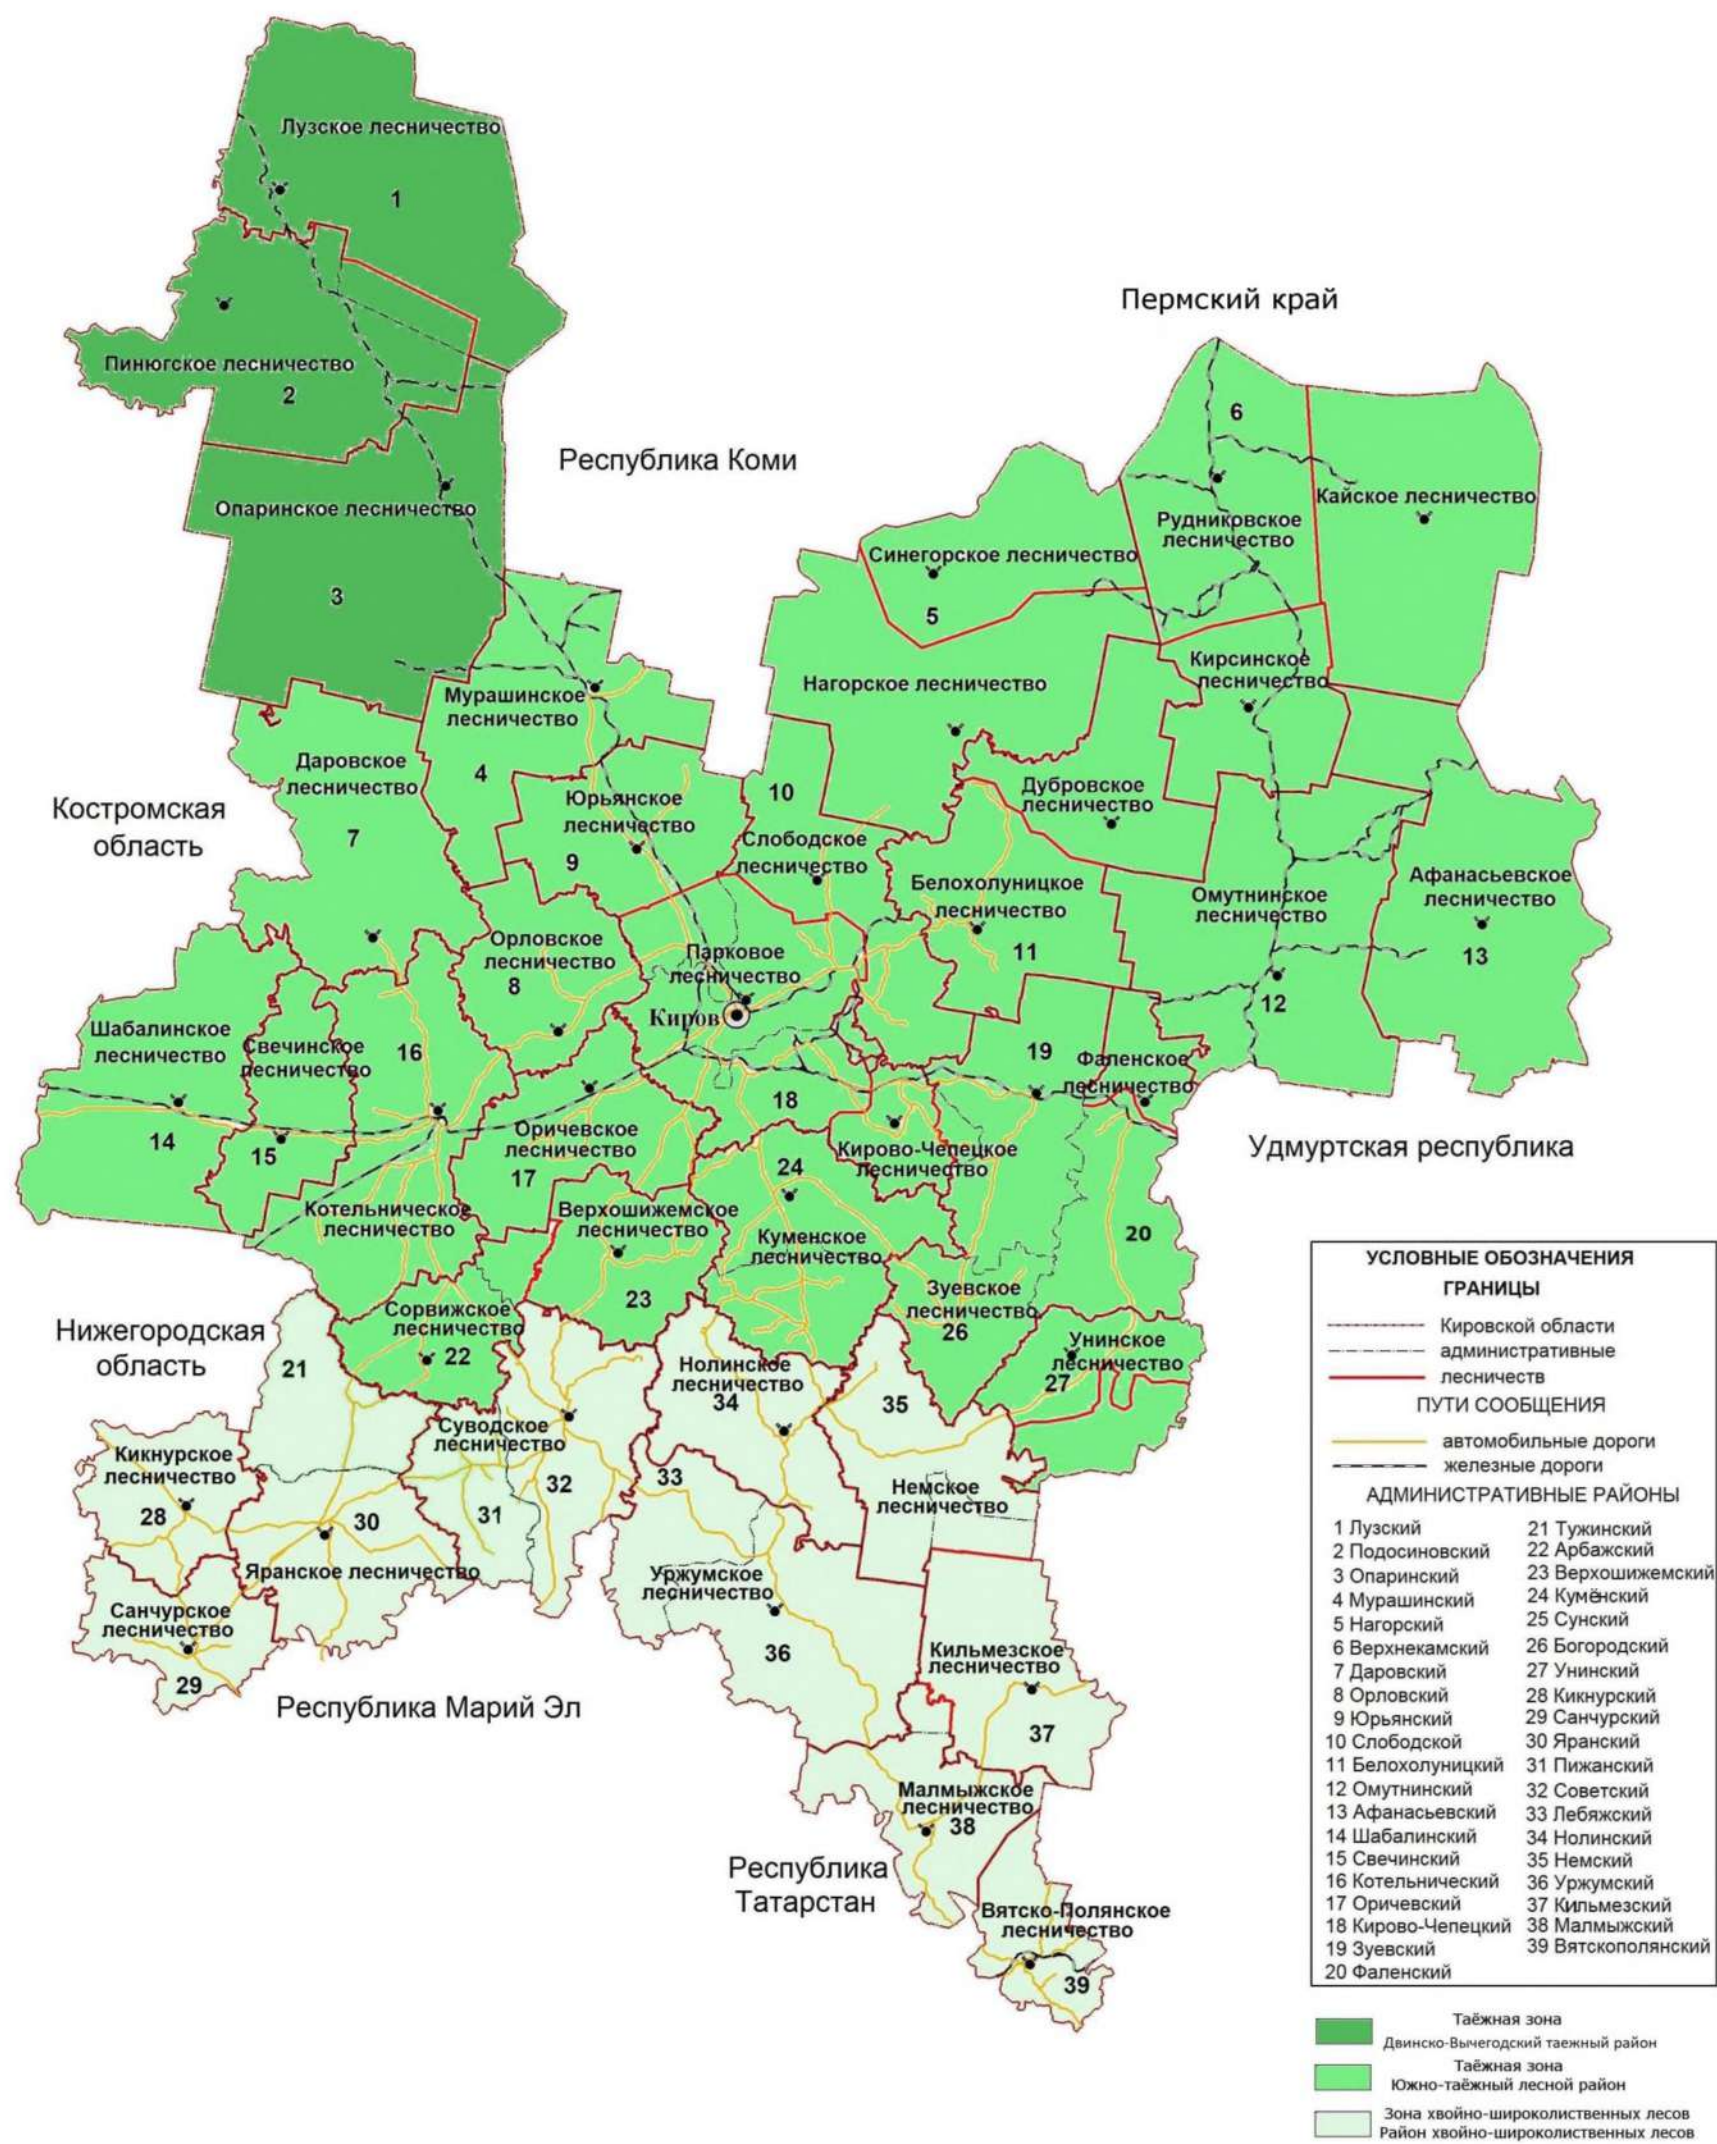 Лузское лесничество
1
Пермский край
Пинюгское лесничество
2
6
Республика Коми
Кайское лесничество
Опаринское лесничество
Рудниковское
лесничество
Синегорское лесничество
3
5
Кирсинское
лесничество
Нагорское лесничество
Мурашинское
лесничество
Даровское
лесничество
4
Дубровское
лесничество
10
Юрьянское
лесничество
Костромская
область
7
Слободское
лесничество
9
Белохолуницкое
лесничество
Афанасьевское
лесничество
Омутнинское
лесничество
Орловское
лесничество
Парковое
лесничество
11
13
8
12
Киров
Шабалинское
лесничество
Свечинское
лесничество
16
19
Фаленское
лесничество
18
14
15
Оричевское
лесничество
Кирово-Чепецкое
лесничество
Удмуртская республика
24
17
Котельническое
лесничество
Верхошижемское
лесничество
Куменское
лесничество
20
Зуевское
лесничество
23
26
Нижегородская
область
Сорвижское
лесничество
22
Унинское
лесничество
27
21
Нолинское
лесничество
34
35
Суводское
лесничество
Кикнурское
лесничество
28
33
32
Немское
лесничество
31
30
Яранское лесничество
Уржумское
лесничество
Санчурское
лесничество
36
Кильмезское
лесничество
29
Республика Марий Эл
37
Малмыжское
лесничество
38
Республика
Татарстан
Вятско-Полянское
лесничество
39
УСЛОВНЫЕ ОБОЗНАЧЕНИЯ
ГРАНИЦЫ
Кировской области
административные
лесничеств
ПУТИ СООБЩЕНИЯ
автомобильные дороги
железные дороги
АДМИНИСТРАТИВНЫЕ РАЙОНЫ
1 Лузский
2 Подосиновский
3 Опаринский
4 Мурашинский
5 Нагорский
6 Верхнекамский
7 Даровский
8 Орловский
9 Юрьянский
10 Слободской
11 Белохолуницкий
12 Омутнинский
13 Афанасьевский
14 Шабалинский
15 Свечинский
16 Котельнический
17 Оричевский
18 Кирово-Чепецкий
19 Зуевский
20 Фаленский
21 Тужинский
22 Арбажский
23 Верхошижемский
24 Кумёнский
25 Сунский
26 Богородский
27 Унинский
28 Кикнурский
29 Санчурский
30 Яранский
31 Пижанский
32 Советский
33 Лебяжский
34 Нолинский
35 Немский
36 Уржумский
37 Кильмезский
38 Малмыжский
39 Вятскополянский
Таёжная зона
Двинско-Вычегодский таежный район
Таёжная зона
Южно-таёжный лесной район
Зона хвойно-широколиственных лесов
Район хвойно-широколиственных лесов